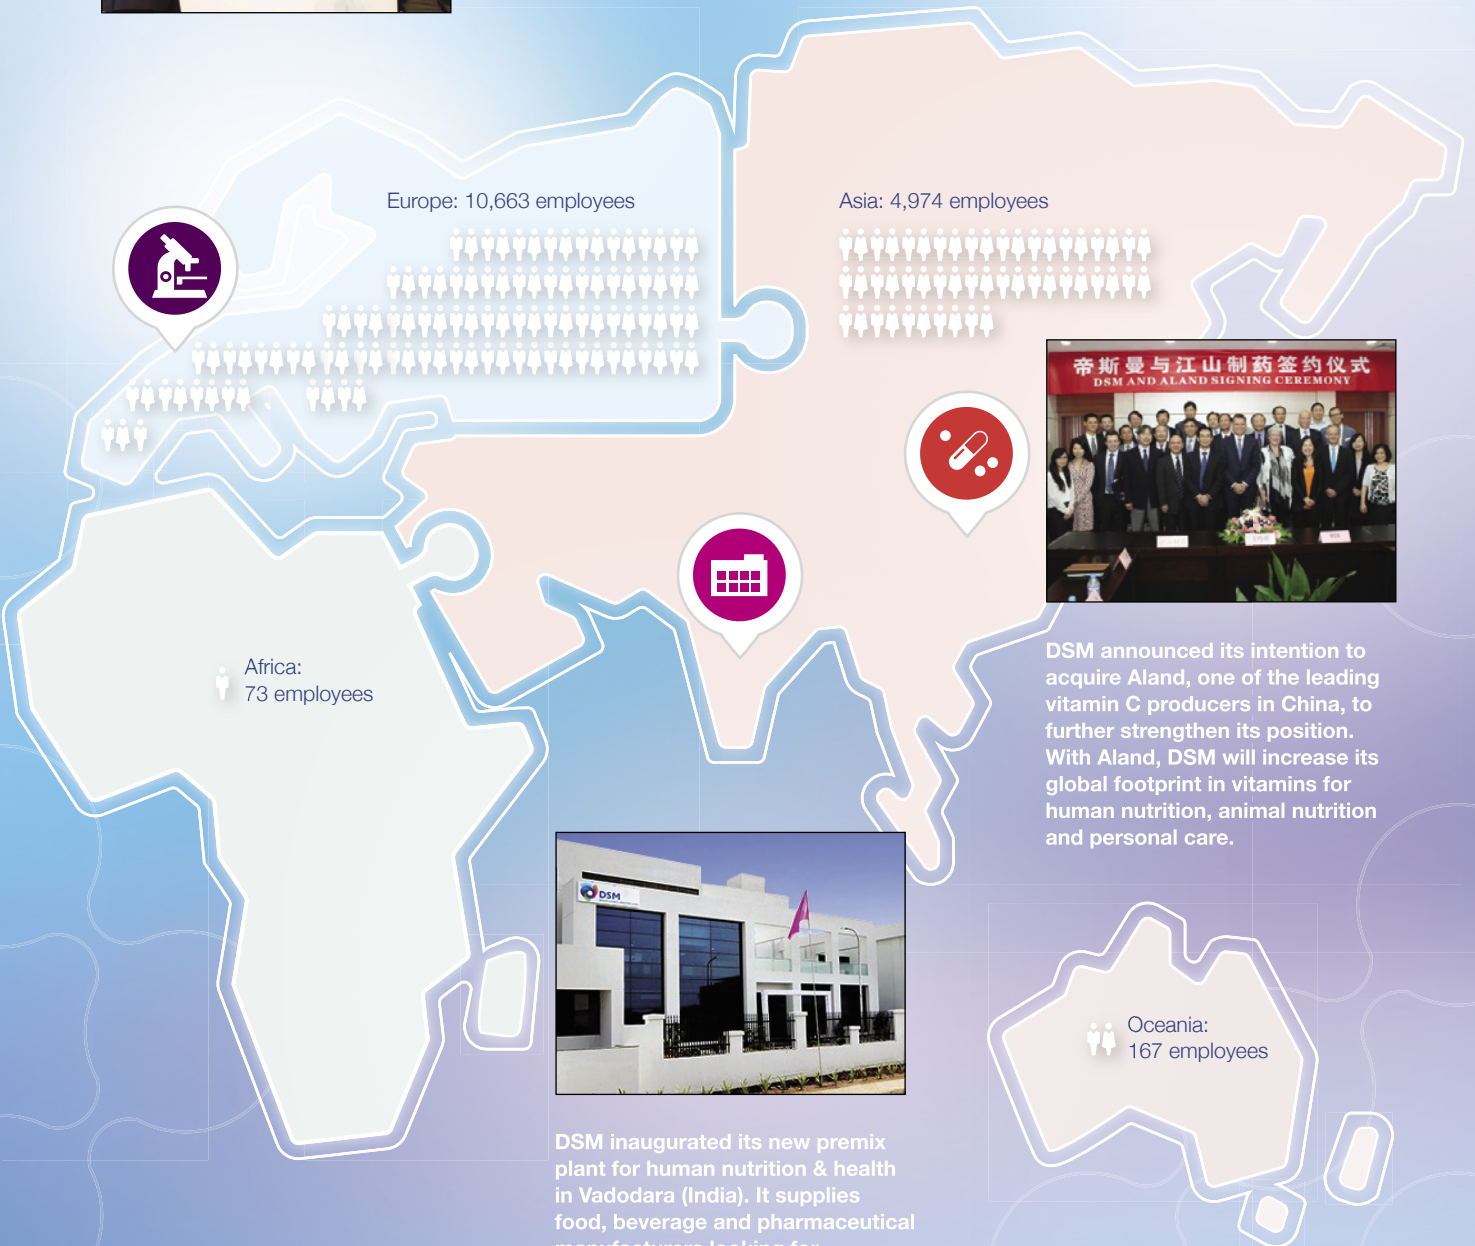 Europe: 10,663 employees
Asia: 4,974 employees
帝斯曼与江山制药签约仪式
DSM AND ALAND SIGNING CEREMONY
DSM announced its intention to
acquire Aland, one of the leading
vitamin C producers in China, to
further strengthen its position.
With Aland, DSM will increase its
global footprint in vitamins for
human nutrition, animal nutrition
and personal care.
Africa:
73 employees
DSM
Oceania:
167 employees
DSM inaugurated its new premix
plant for human nutrition & health
in Vadodara (India). It supplies
food, beverage and pharmaceutical
manufacturers looking for